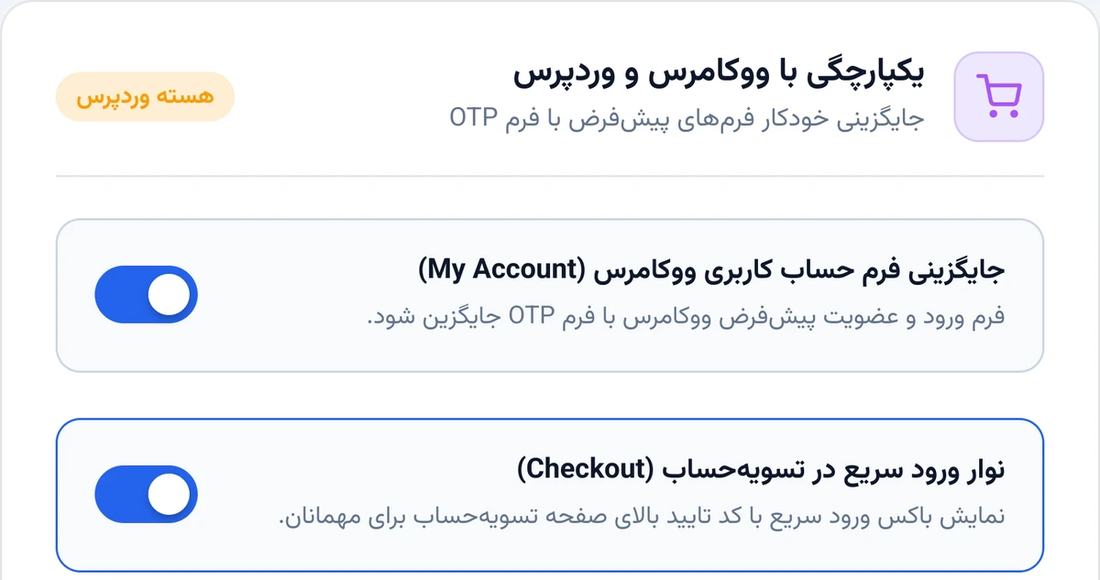 یکپارچگی با ووکامرس و وردپرس
جایگزینی خودکار فرم‌های پیش‌فرض با فرم OTP
هسته وردپرس
جایگزینی فرم حساب کاربری ووکامرس (My Account)
فرم ورود و عضویت پیش‌فرض ووکامرس با فرم OTP جایگزین شود.
نوار ورود سریع در تسویه‌حساب (Checkout)
نمایش باکس ورود سریع با کد تایید بالای صفحه تسویه‌حساب برای مهمانان.